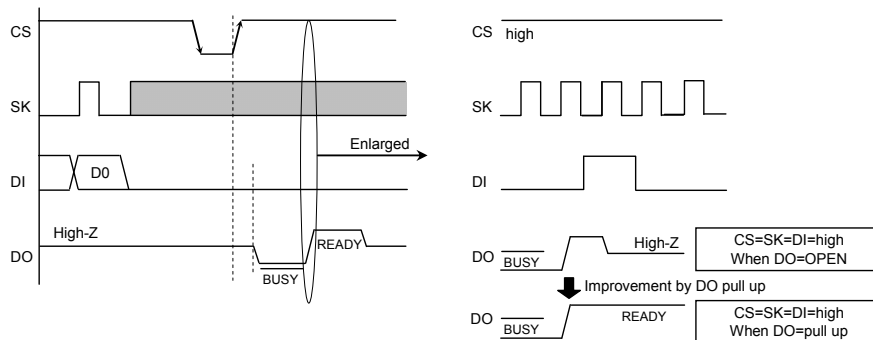 CS
SK
DI
D0
DO
High-Z
BUSY
READY
Enlarged
CS
high
SK
DI
DO
BUSY
High-Z
CS=SK=DI=high
When DO=OPEN
Improvement by DO pull up
DO
BUSY
READY
CS=SK=DI=high
When DO=pull up